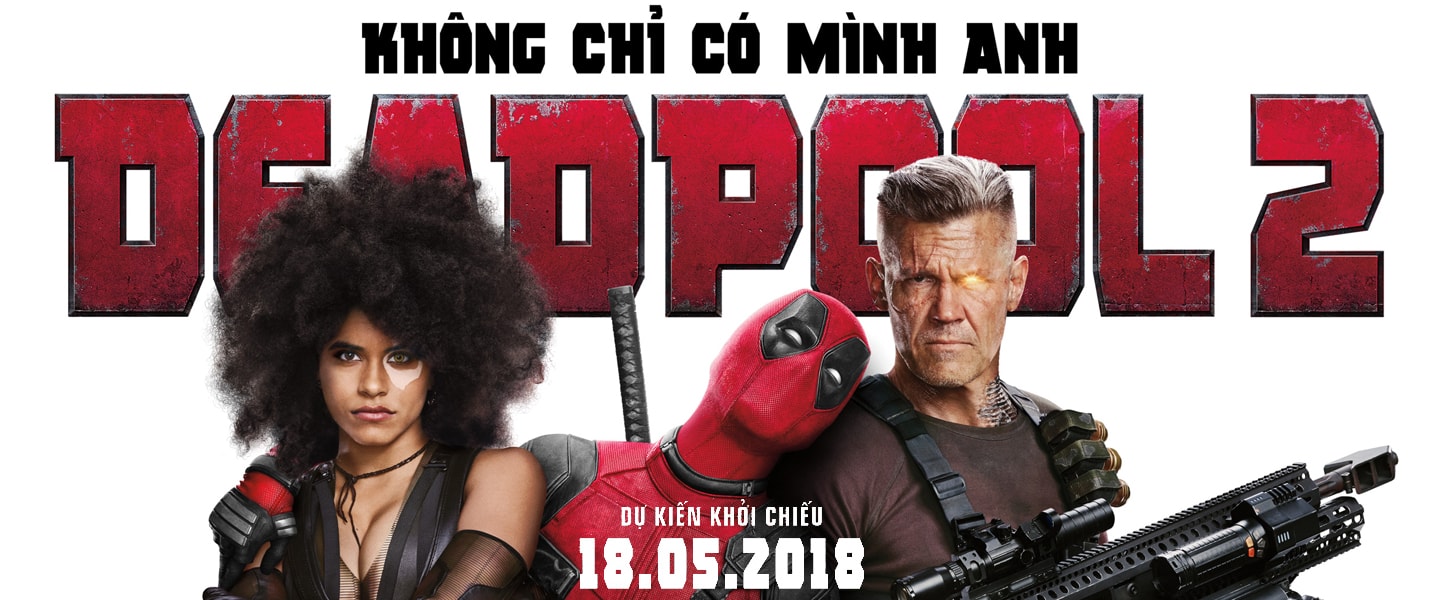 KHÔNG CHỈ CÓ MÌNH ANH
DEADPOOL 2
DỰ KIẾN KHỞI CHIẾU
18.05.2018